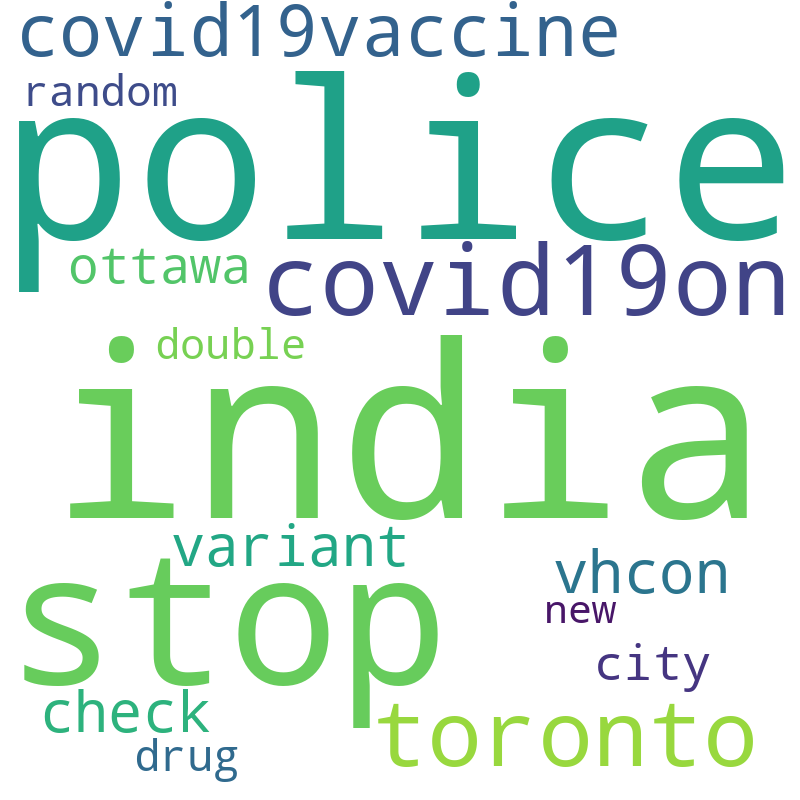 covid19vaccine
random
police
ottawa
covid19on
double
india
variant
stop
vhcon
new
city
check
toronto
drug